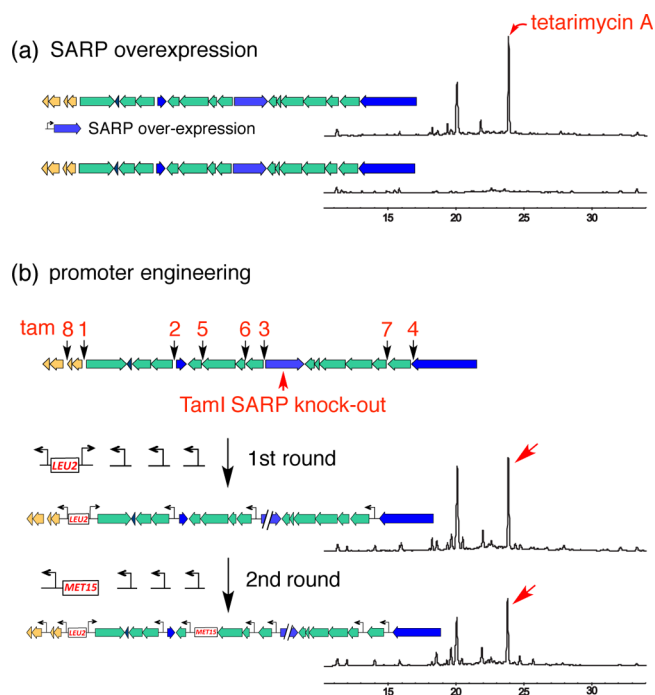 (a) SARP overexpression
tetarimycin A
SARP over-expression
15 20 25 30
(b) promoter engineering
tam 8 1 2 5 6 3 7 4
TamI SARP knock-out
LEU2
1st round
LEU2
MET15
2nd round
LEU2 MET15
15 20 25 30